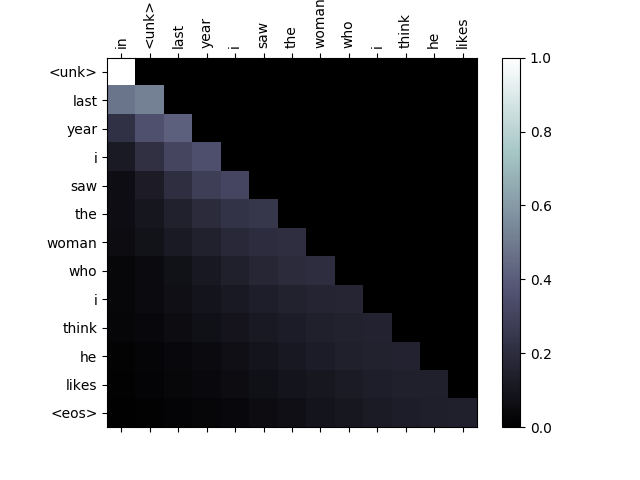 in
<unk>
last
year
i
saw
the
woman
who
i
think
he
likes
<unk>
last
year
i
saw
the
woman
who
i
think
he
likes
<eos>
1.0
0.8
0.6
0.4
0.2
0.0